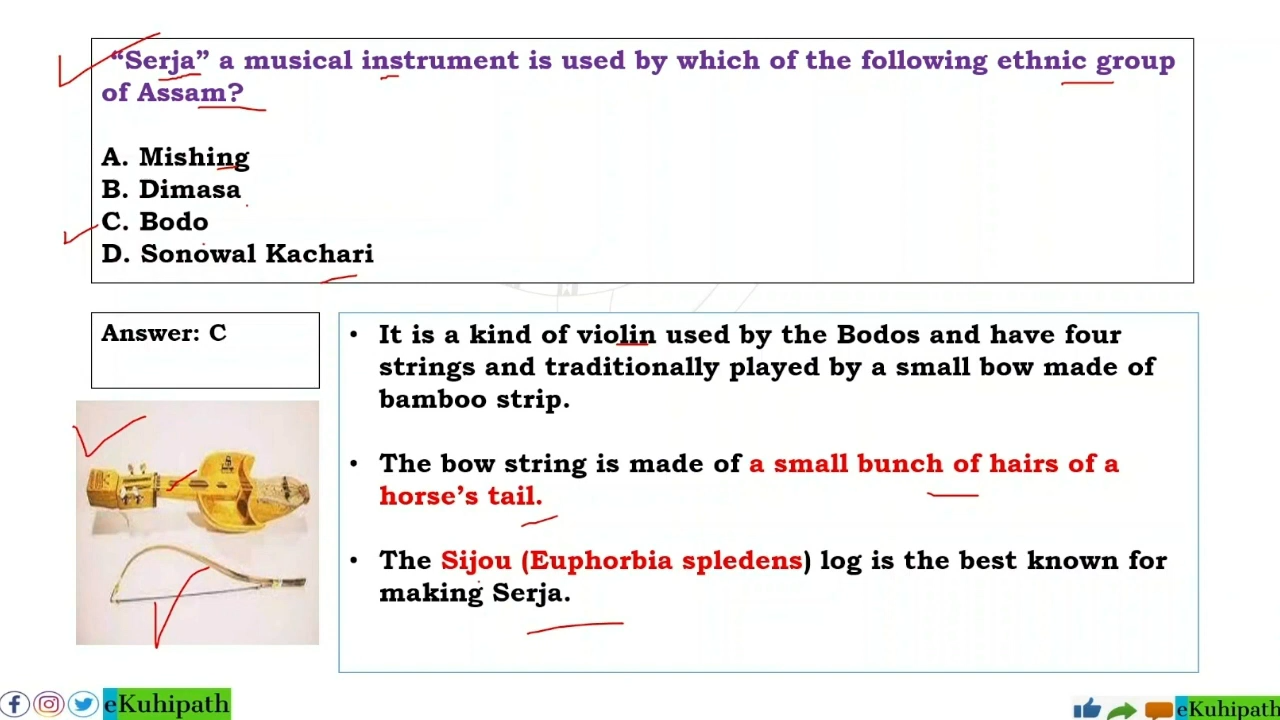 “Serja” a musical instrument is used by which of the following ethnic group
of Assam?
A. Mishing
B. Dimasa
C. Bodo
D. Sonowal Kachari
Answer: C
• It is a kind of violin used by the Bodos and have four
strings and traditionally played by a small bow made of
bamboo strip.
• The bow string is made of a small bunch of hairs of a
horse’s tail.
• The Sijou (Euphorbia spledens) log is the best known for
making Serja.
eKuhipath
eKuhipath